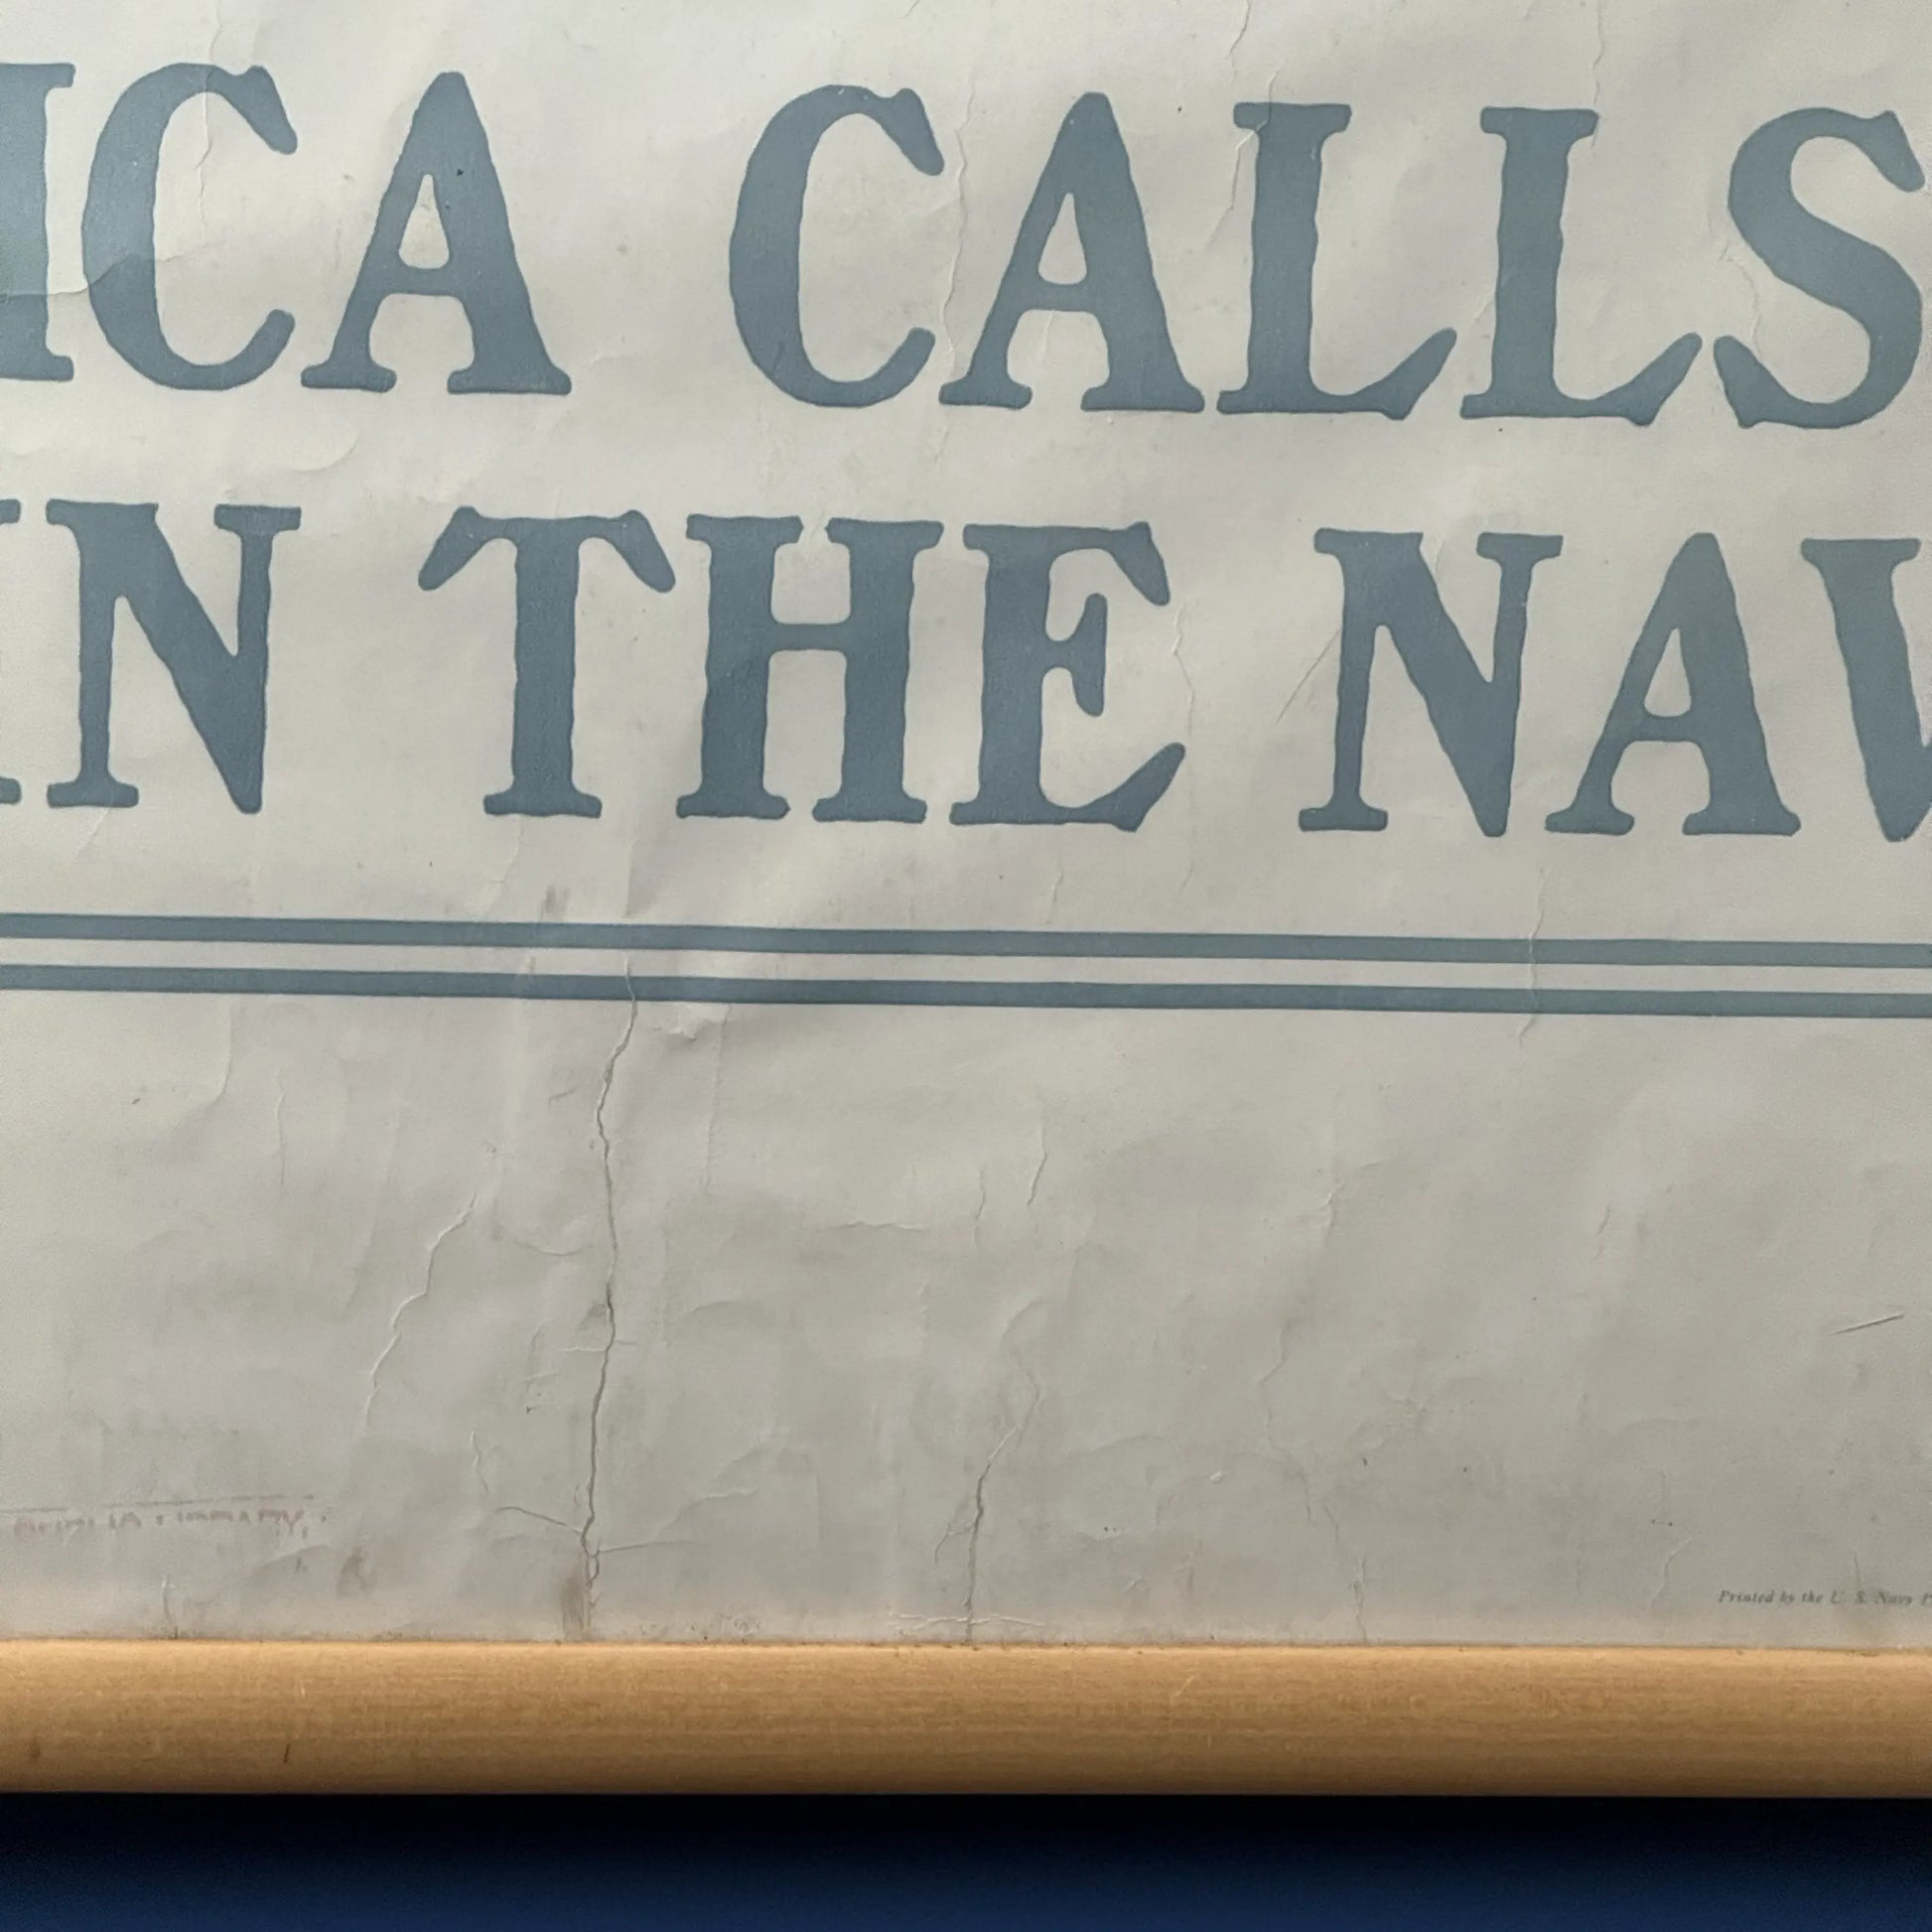 ICA CALLS
IN THE NAV
Printed by the U. S. Navy P